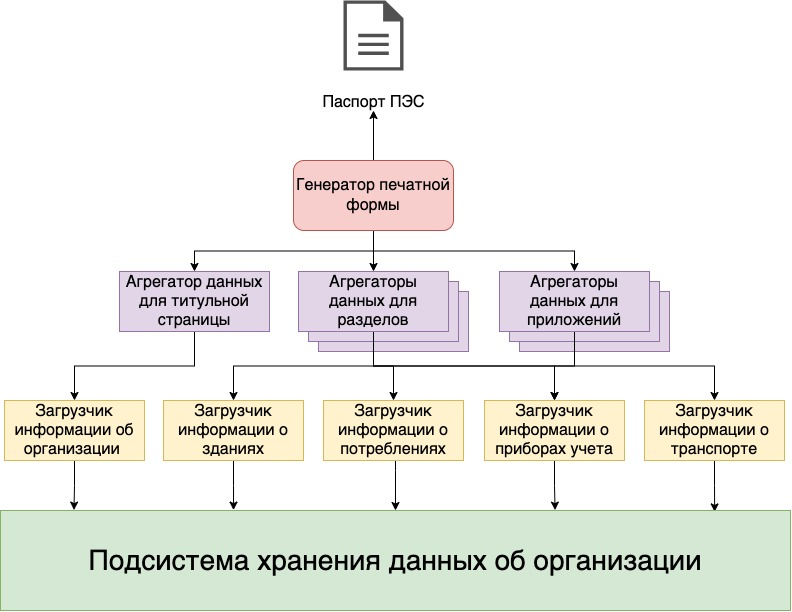 Паспорт ПЭС
Генератор печатной
формы
Агрегатор данных
для титульной
страницы
Агрегаторы
данных для
разделов
Агрегаторы
данных для
приложений
Загрузчик
информации об
организации
Загрузчик
информации о
зданиях
Загрузчик
информации о
потреблениях
Загрузчик
информации о
приборах учета
Загрузчик
информации о
транспорте
Подсистема хранения данных об организации